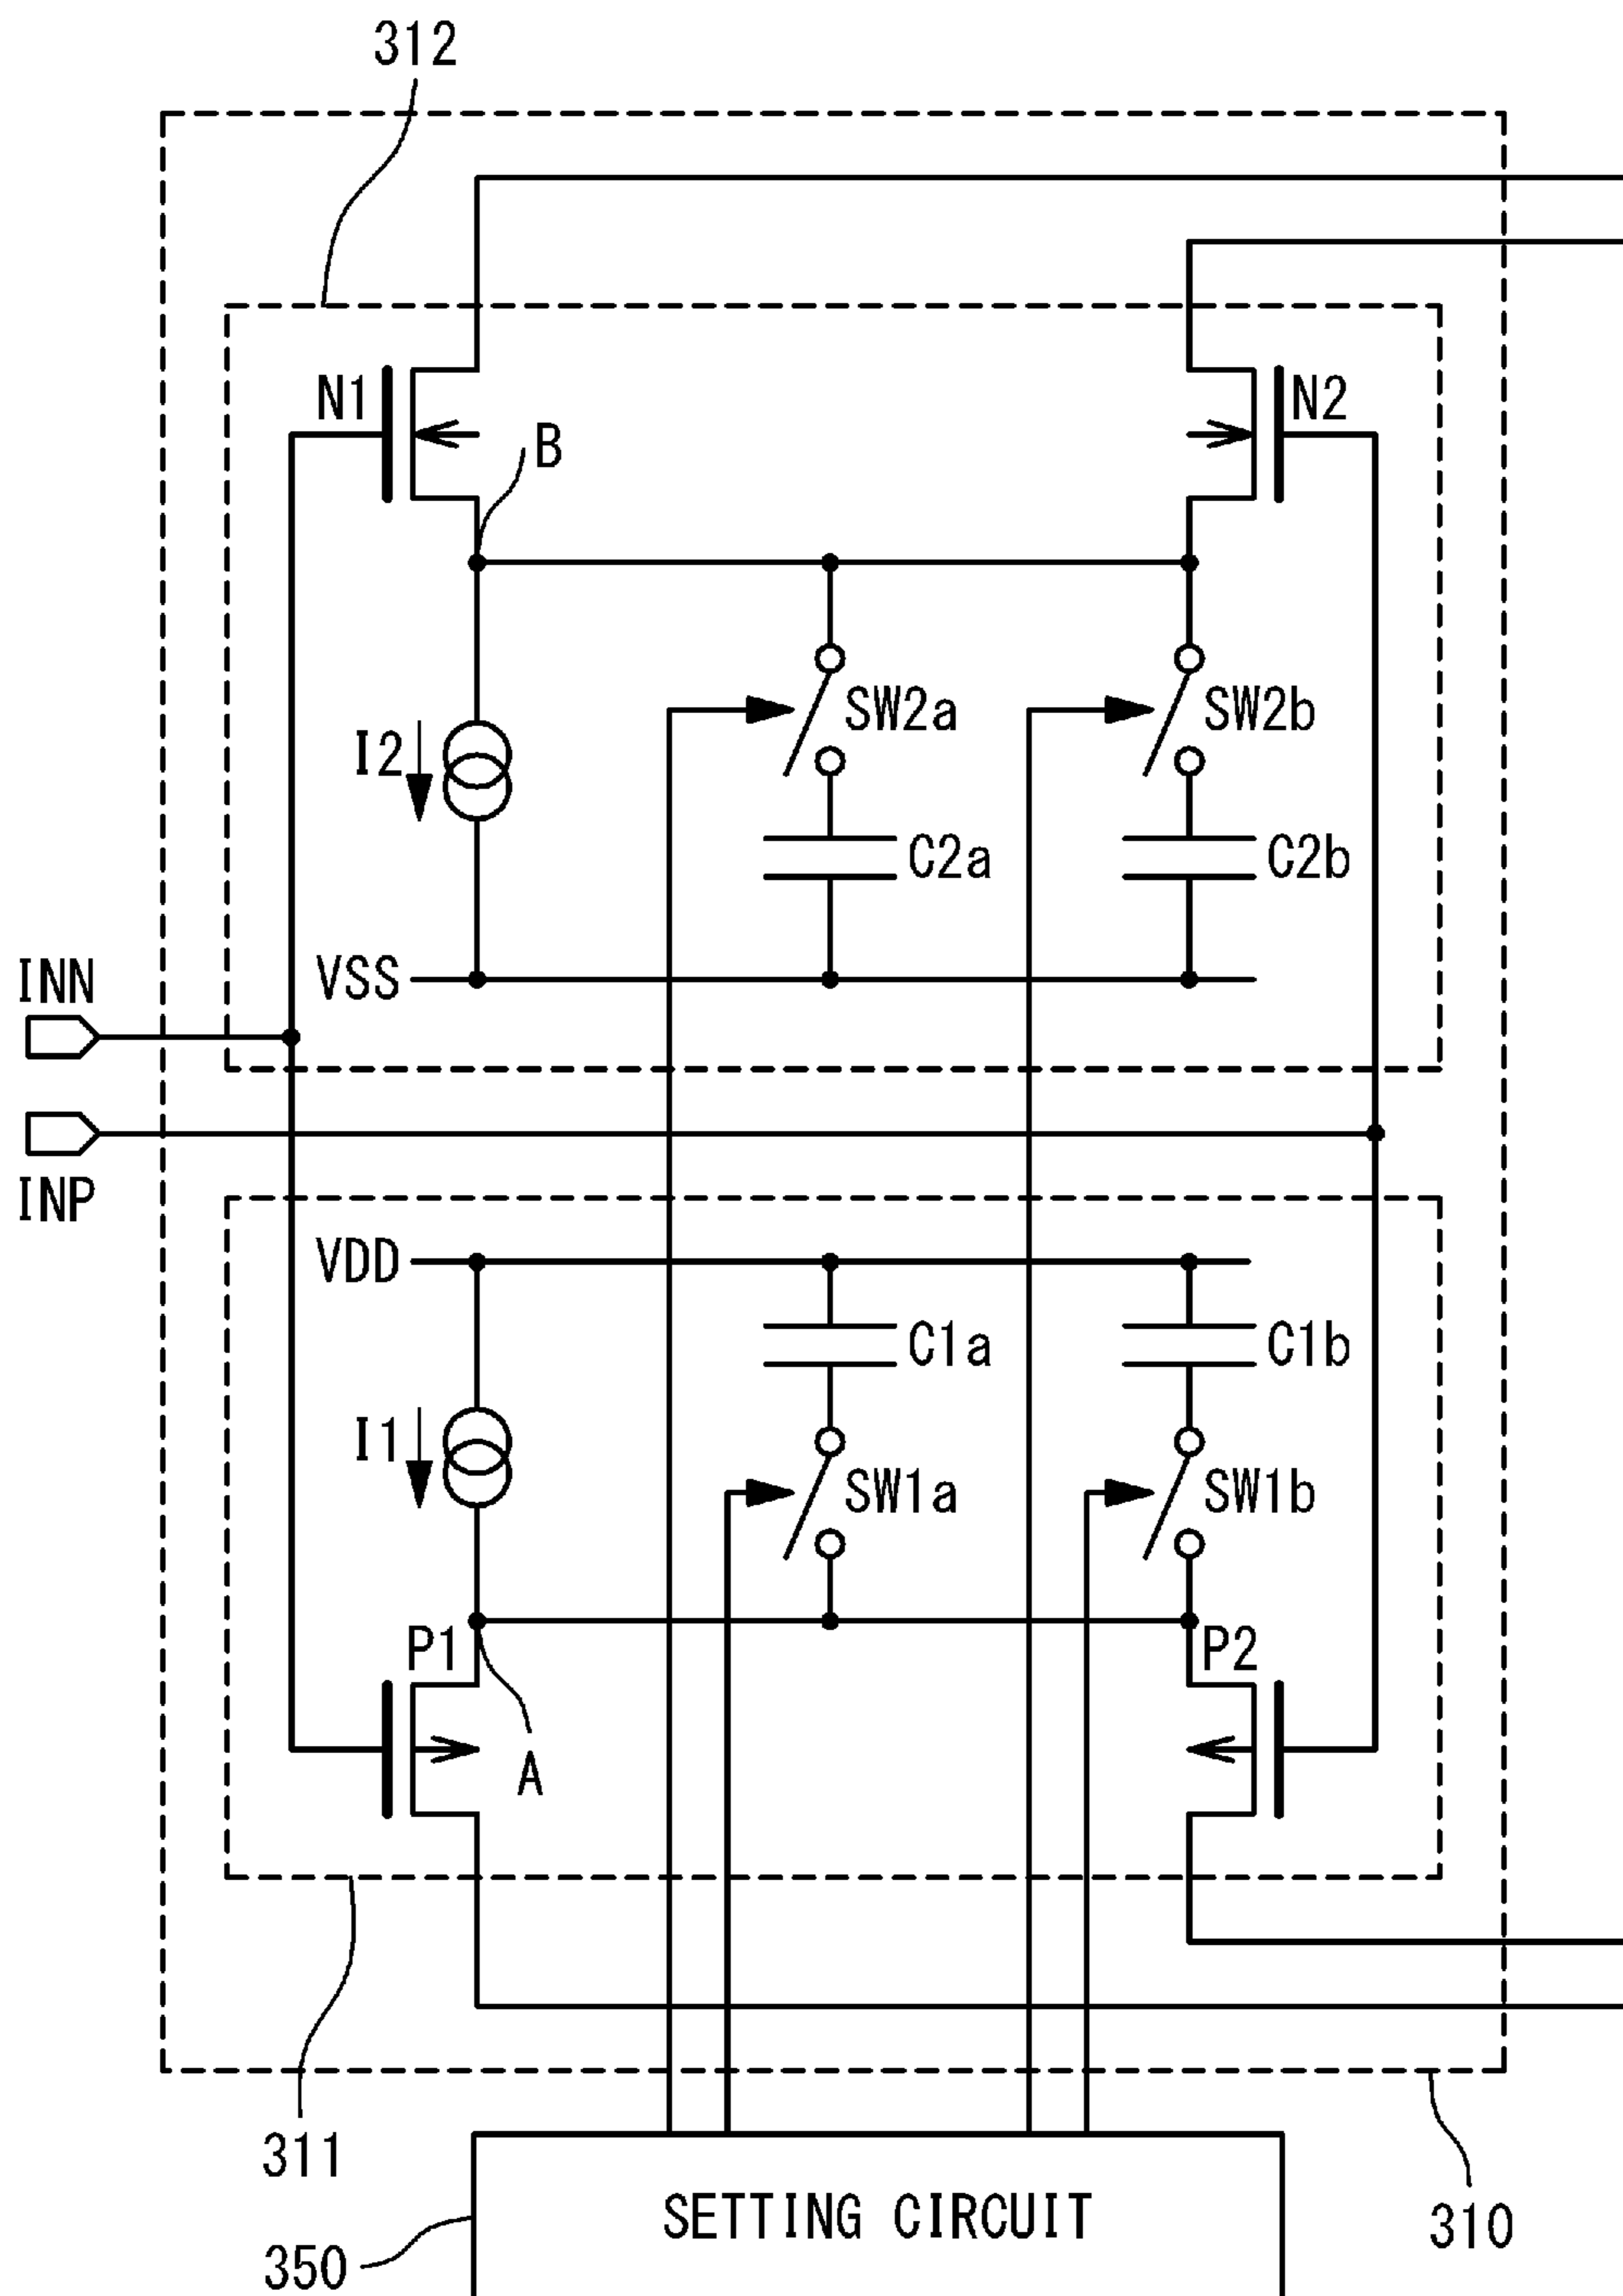 312
N1
N2
B
SW2a
SW2b
I2
C2a
C2b
INN
VSS
INP
VDD
C1a
C1b
I1
SW1a
SW1b
P1
P2
A
311
SETTING CIRCUIT
310
350